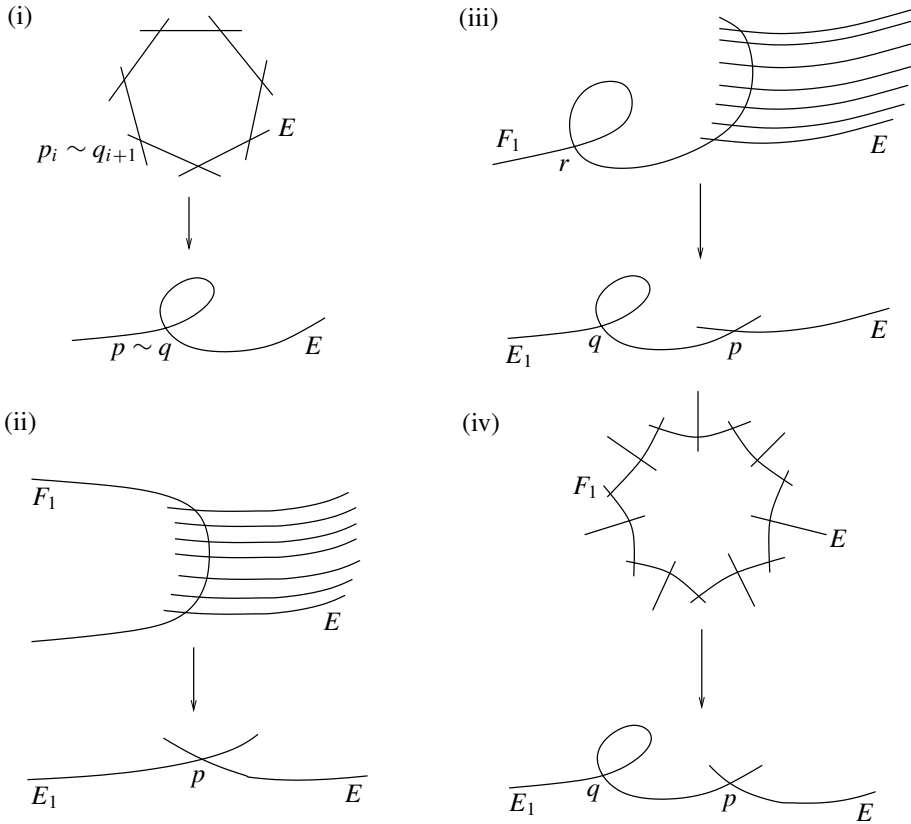 (i)
E
p_i ∼ q_{i+1}
p ∼ q
E
(iii)
F_1
r
E
E_1
q
p
E
(ii)
F_1
E
E_1
p
E
(iv)
F_1
E
E_1
q
p
E